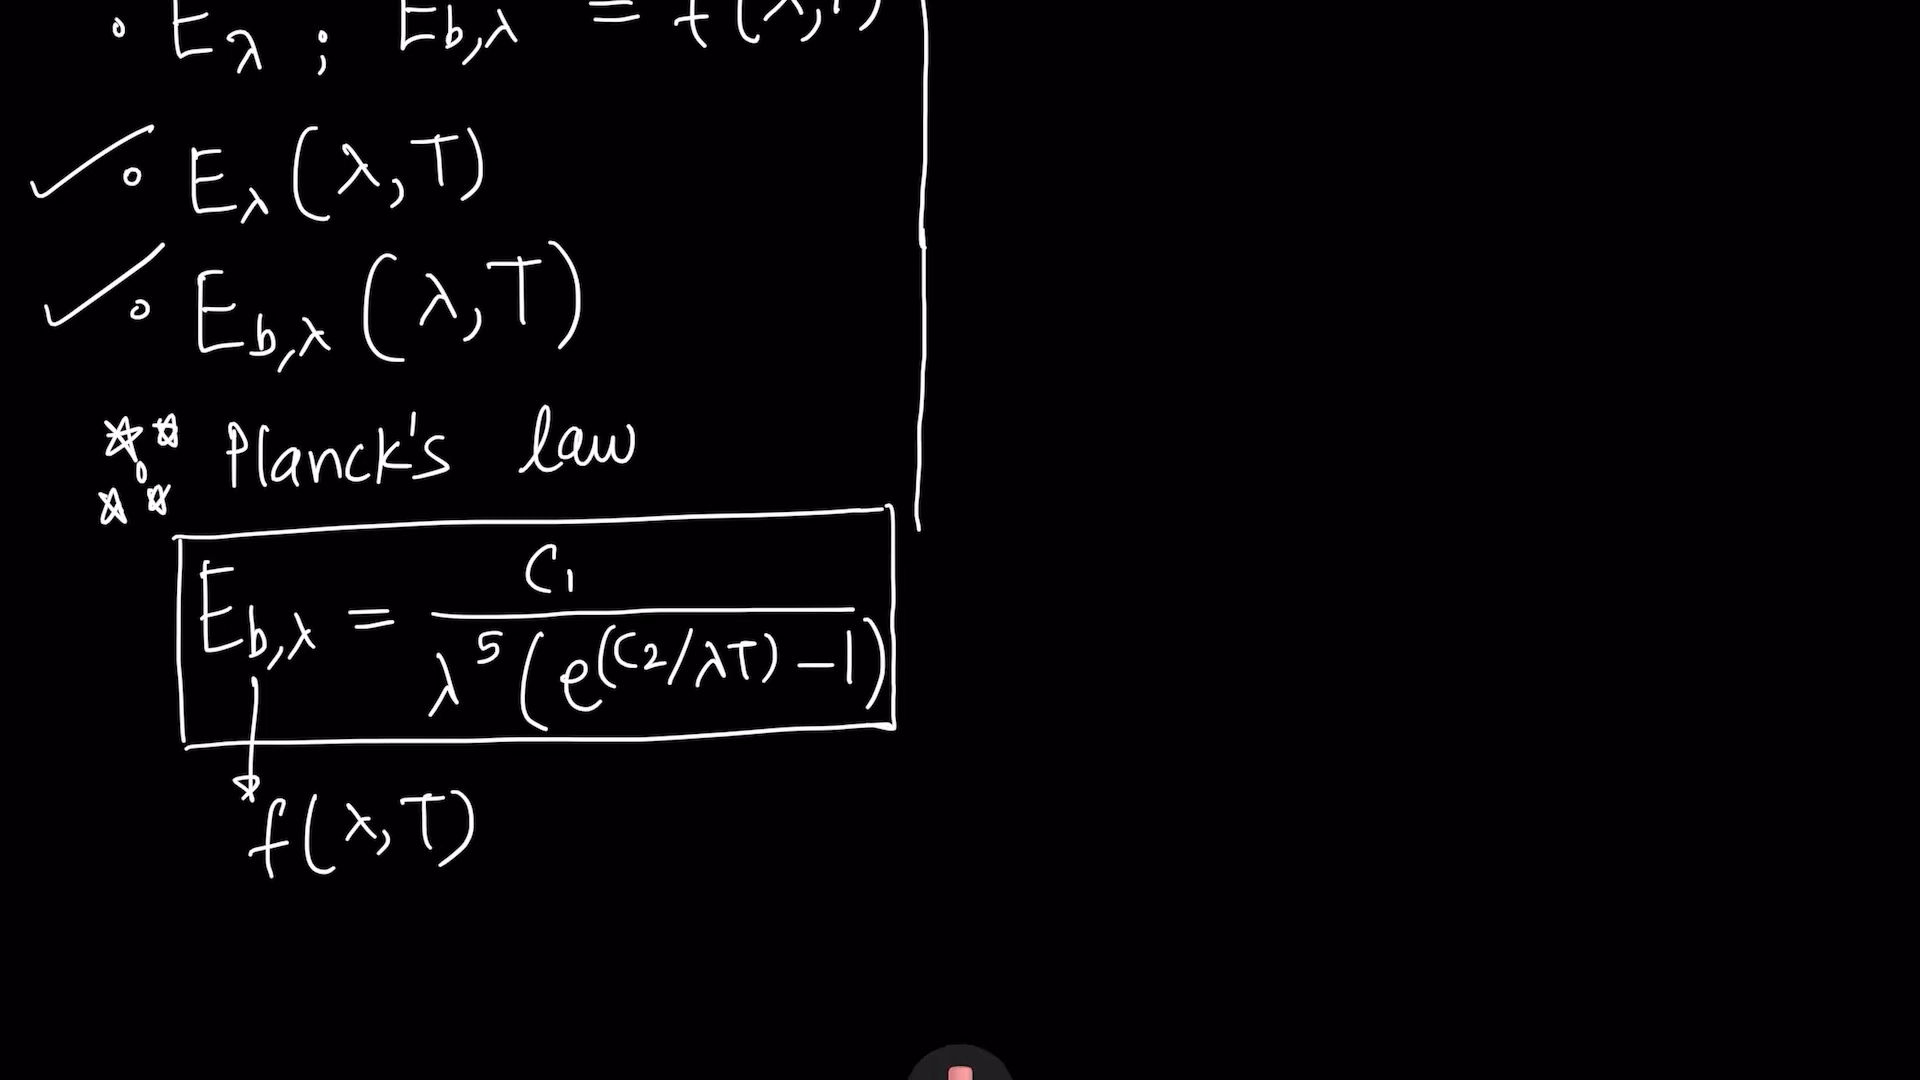 • Eλ ; Eb,λ = f(λ,T)
∘ Eλ (λ,T)
∘ Eb,λ (λ,T)
Planck's law
Eb,λ = C1 / λ^5 (e^(C2/λT) − 1)
f(λ,T)